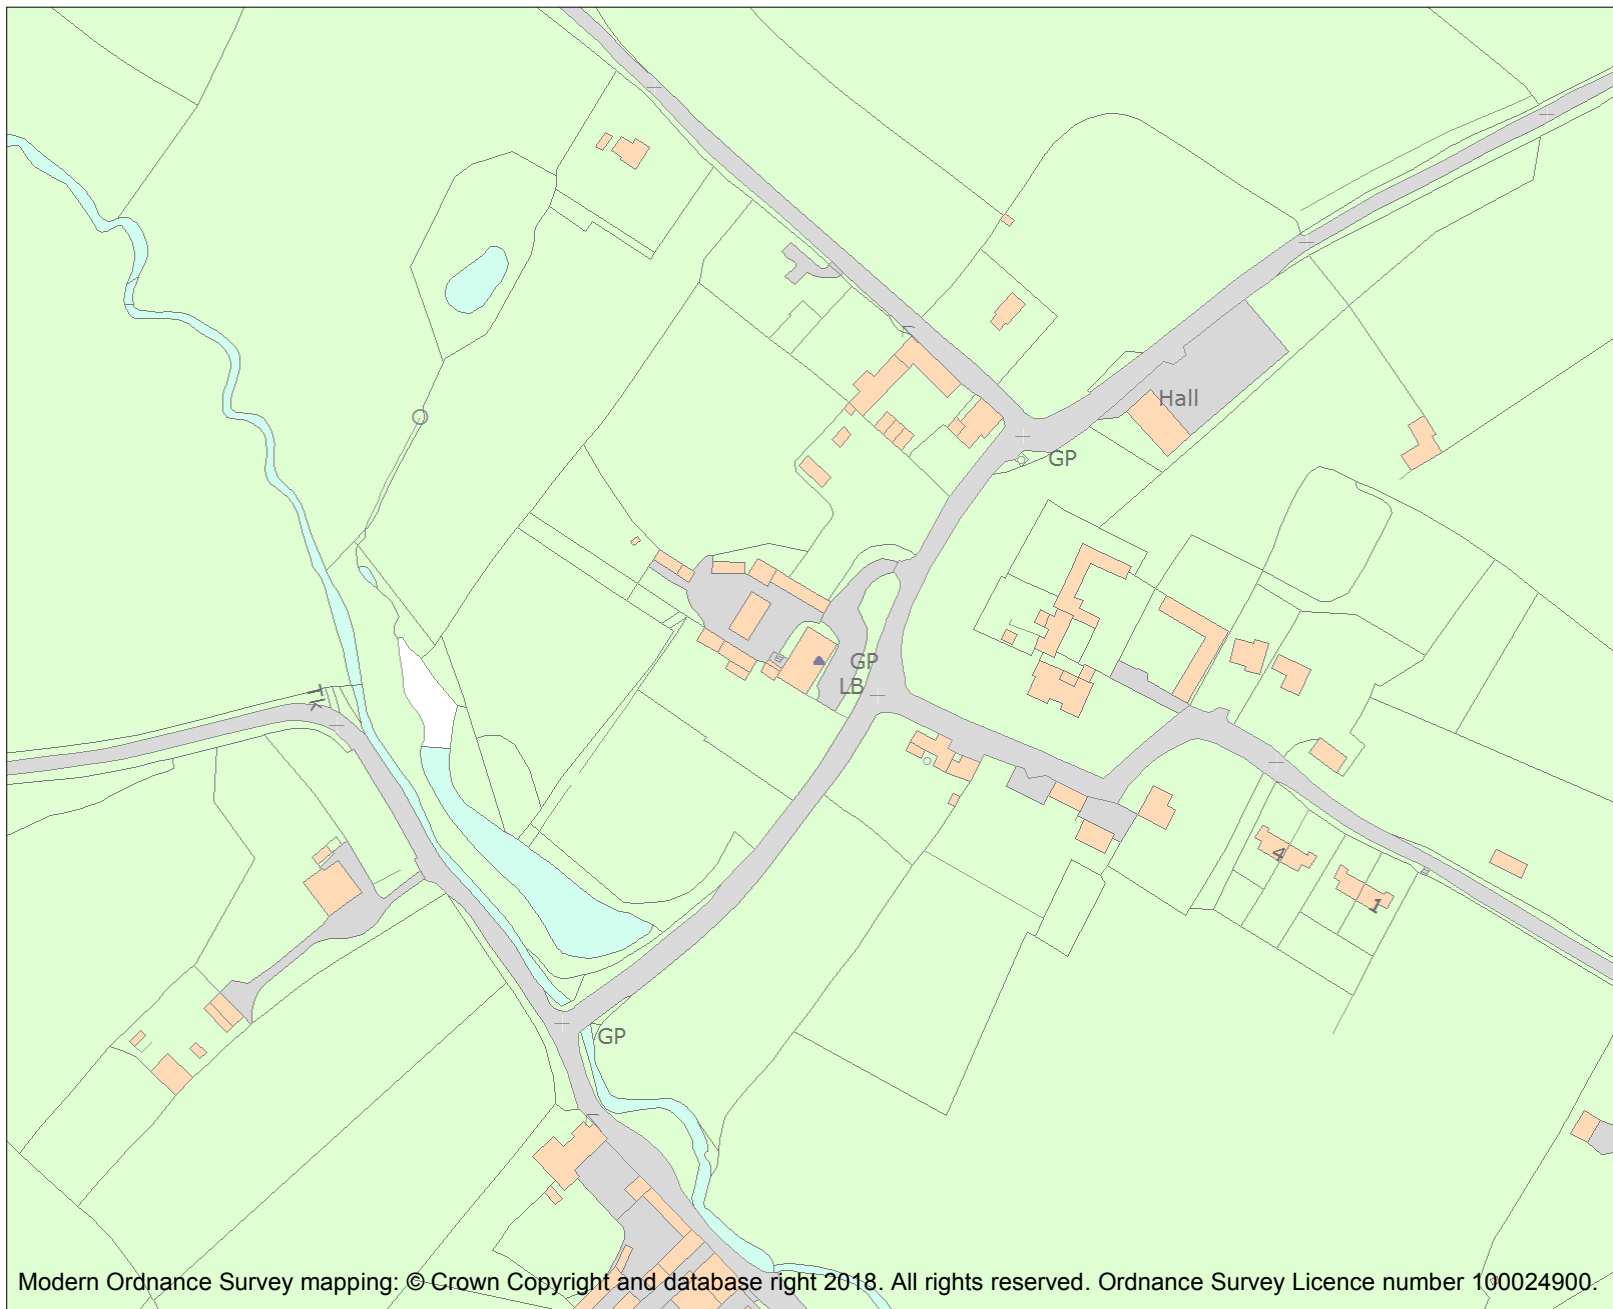 Hall
GP
GP
LB
Tk
4
1
GP
Modern Ordnance Survey mapping: © Crown Copyright and database right 2018. All rights reserved. Ordnance Survey Licence number 100024900.